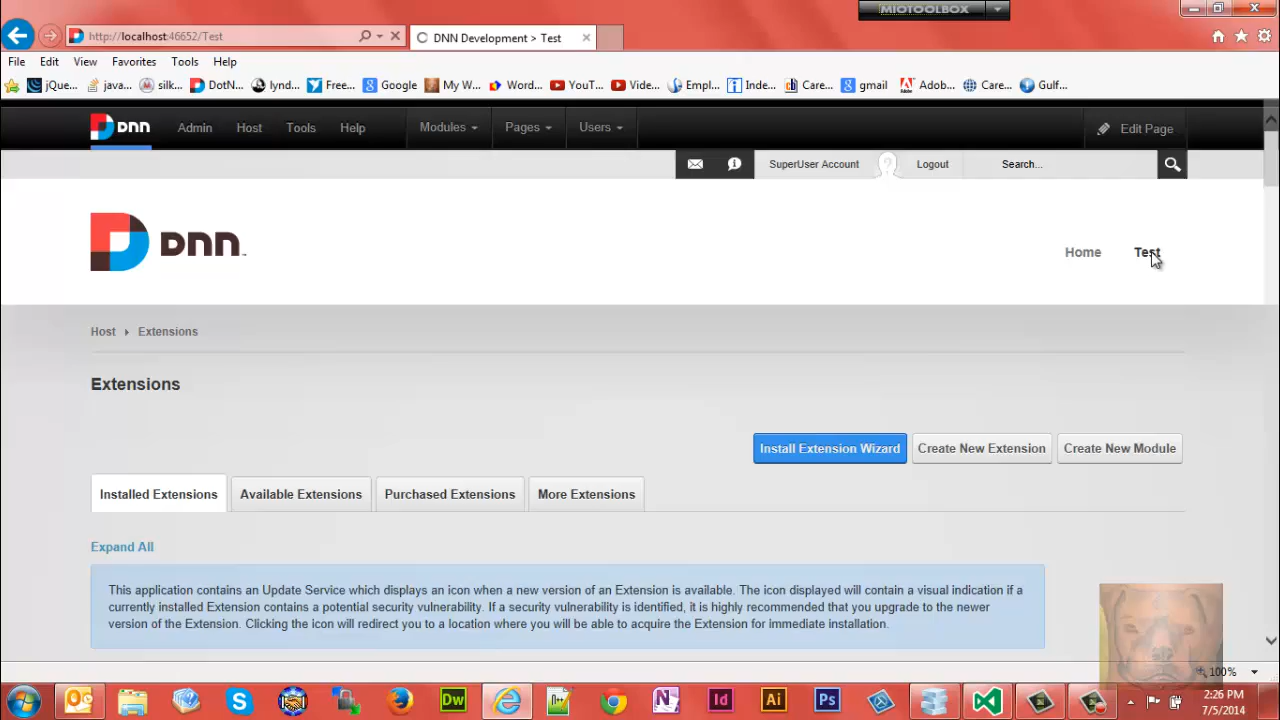 MIOTOOLBOX
http://localhost:46652/Test
DNN Development > Test
File Edit View Favorites Tools Help
jQue... java... silk... DotN... lynd... Free... Google My W... Word... YouT... Vide... Empl... Inde... Care... gmail Adob... Care... Gulf...
DNN Admin Host Tools Help Modules Pages Users Edit Page
SuperUser Account Logout Search...
DNN
Home Test
Host Extensions
Extensions
Install Extension Wizard Create New Extension Create New Module
Installed Extensions Available Extensions Purchased Extensions More Extensions
Expand All
This application contains an Update Service which displays an icon when a new version of an Extension is available. The icon displayed will contain a visual indication if a
currently installed Extension contains a potential security vulnerability. If a security vulnerability is identified, it is highly recommended that you upgrade to the newer
version of the Extension. Clicking the icon will redirect you to a location where you will be able to acquire the Extension for immediate installation.
100%
Dw Id Ai Ps
2:26 PM
7/5/2014